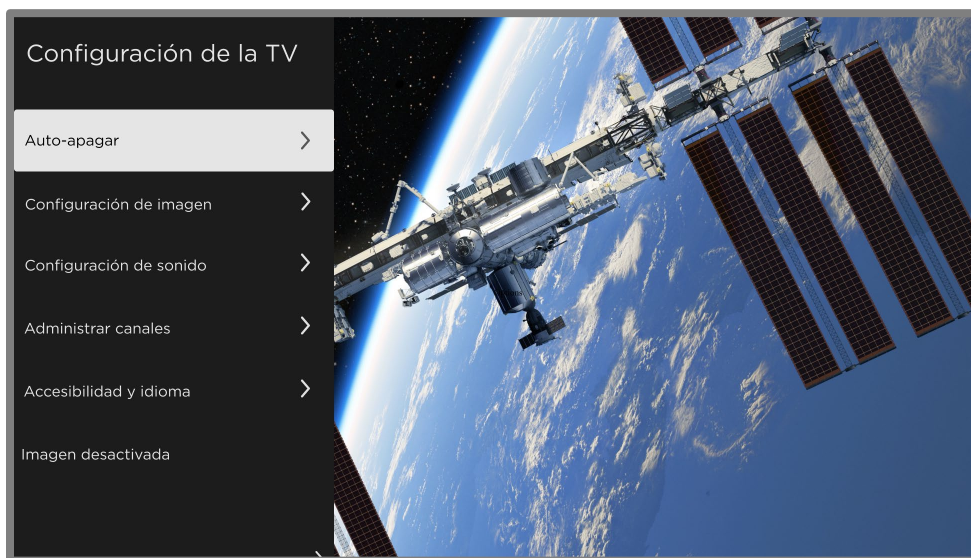 Configuración de la TV
Auto-apagar
Configuración de imagen
Configuración de sonido
Administrar canales
Accesibilidad y idioma
Imagen desactivada